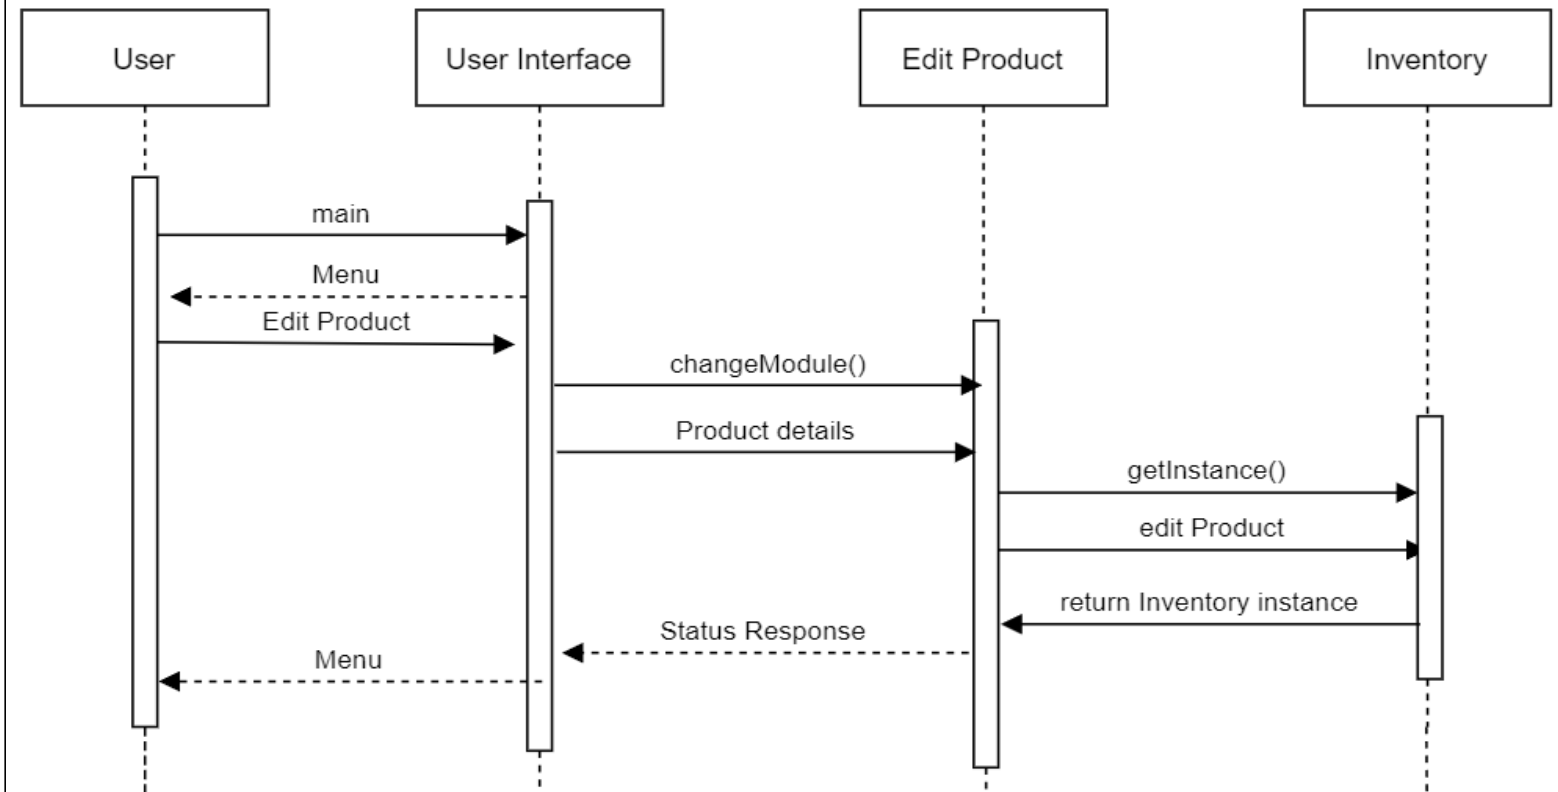 User
User Interface
Edit Product
Inventory
main
Menu
Edit Product
changeModule()
Product details
getInstance()
edit Product
return Inventory instance
Status Response
Menu